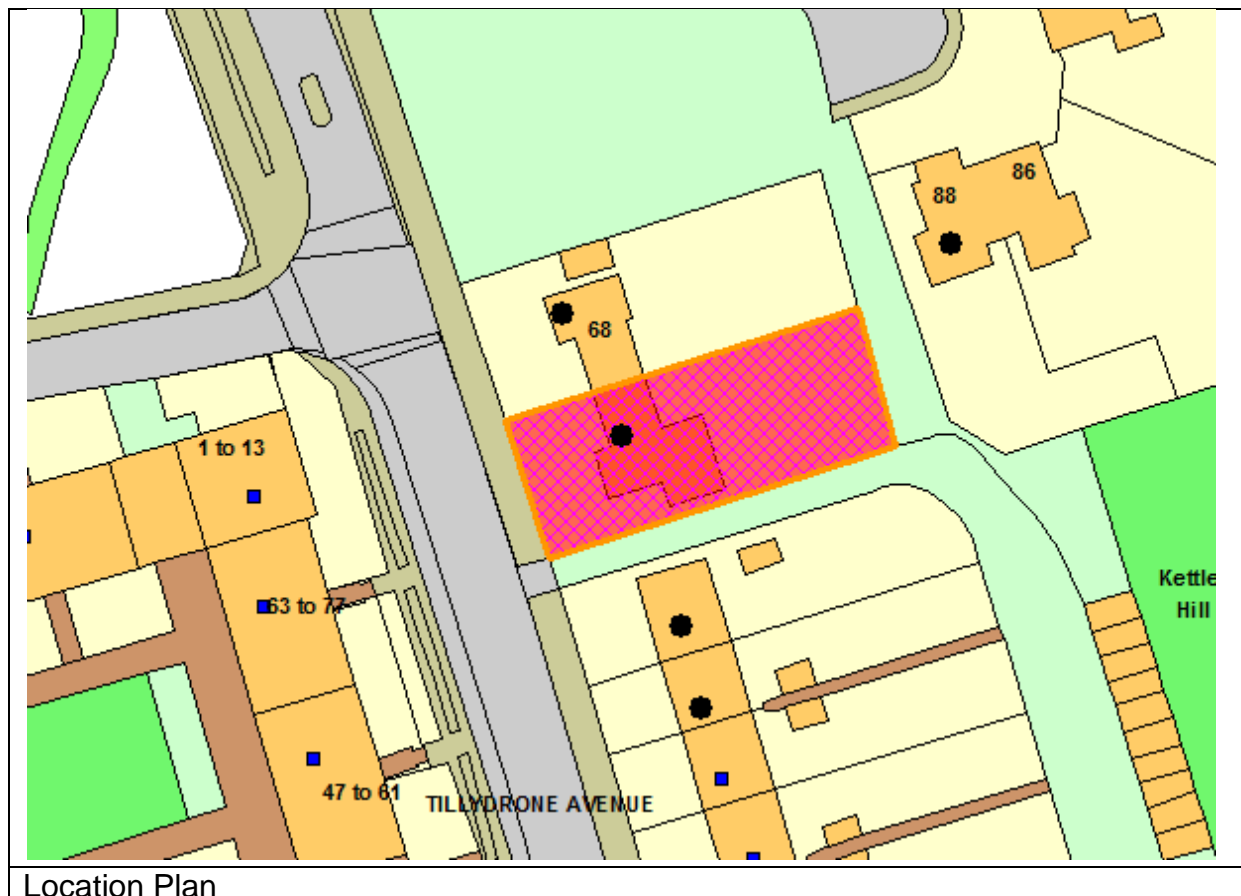 86
88
68
1 to 13
Kettle
Hill
63 to 77
47 to 61
TILLYDRONE AVENUE
Location Plan